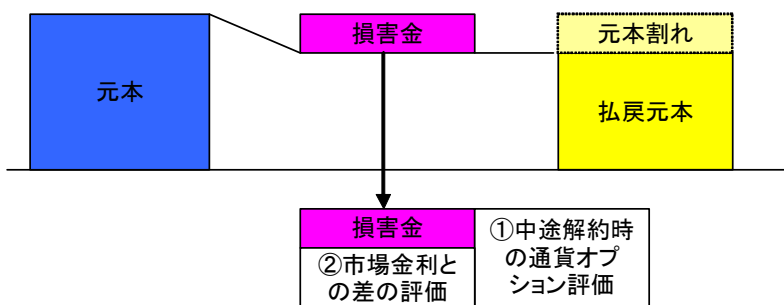 元本
損害金
元本割れ
払戻元本
損害金
②市場金利と
の差の評価
①中途解約時
の通貨オプ
ション評価